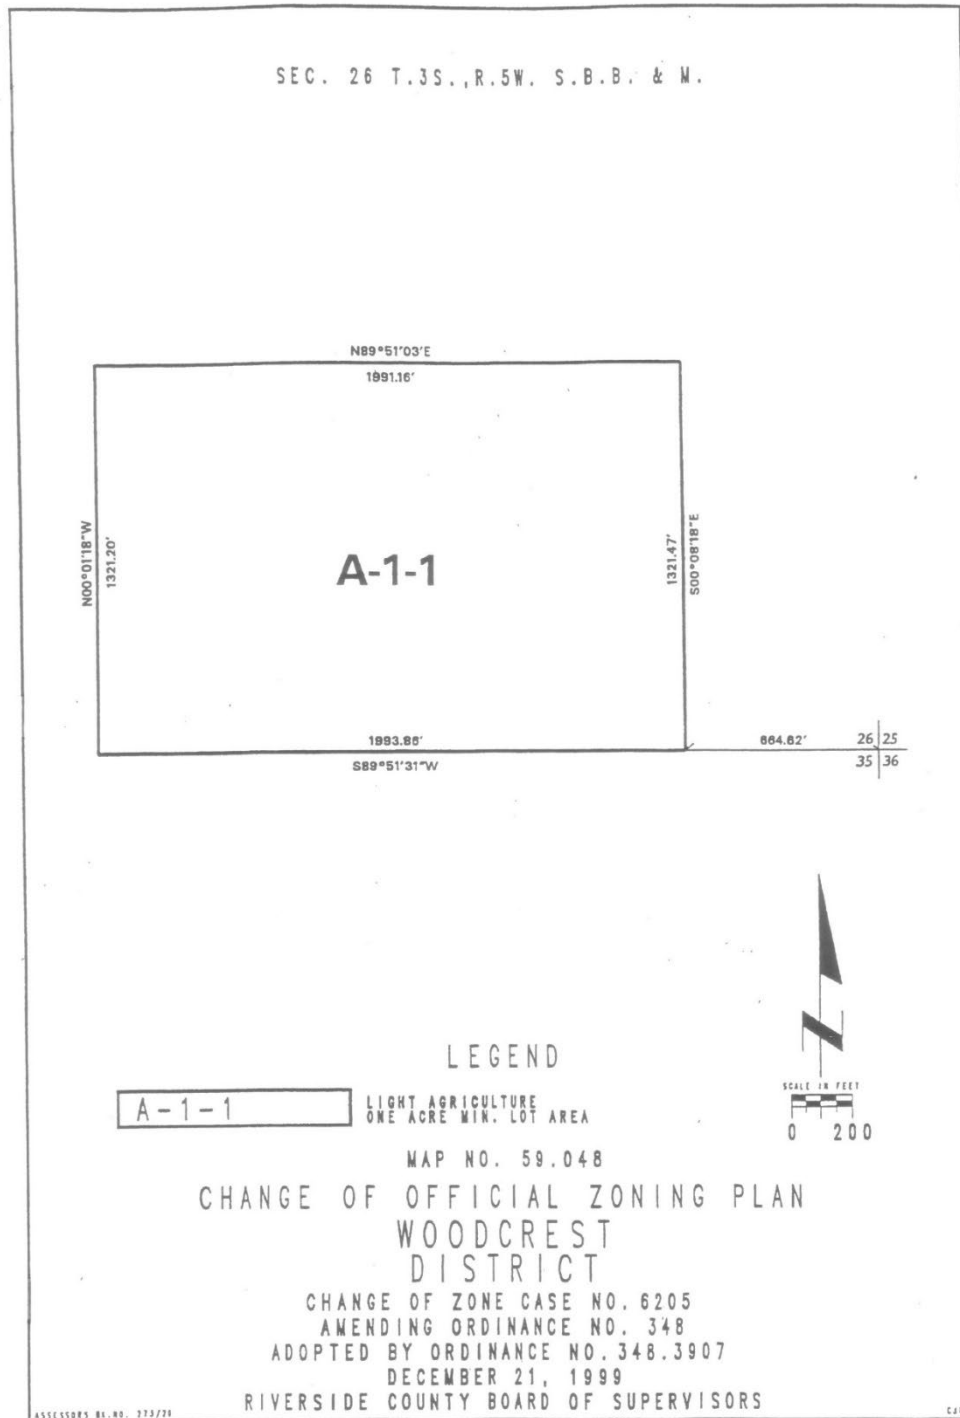 SEC. 26 T.3S.,R.5W. S.B.B. & M.
N89°51'03"E
1991.16'
N00°01'18"W
1321.20'
A-1-1
1321.47'
S00°08'18"E
1993.86'
S89°51'31"W
664.62'
26 25
35 36
LEGEND
A-1-1
LIGHT AGRICULTURE
ONE ACRE MIN. LOT AREA
SCALE IN FEET
0 200
MAP NO. 59.048
CHANGE OF OFFICIAL ZONING PLAN
WOODCREST
DISTRICT
CHANGE OF ZONE CASE NO. 6205
AMENDING ORDINANCE NO. 348
ADOPTED BY ORDINANCE NO. 348.3907
DECEMBER 21, 1999
RIVERSIDE COUNTY BOARD OF SUPERVISORS
ASSESSORS BK.NO.